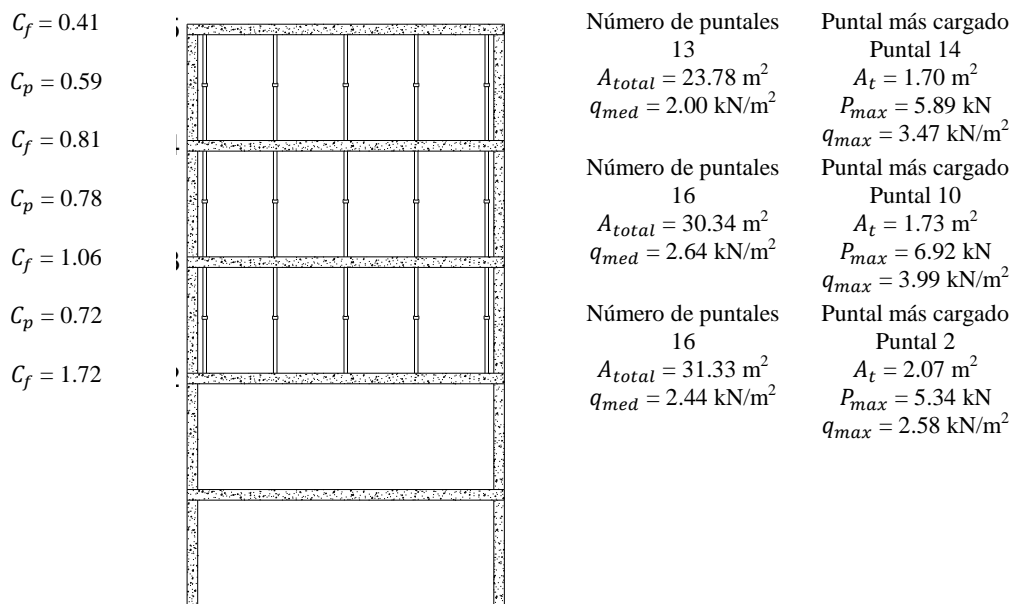 C_f = 0.41
C_p = 0.59
C_f = 0.81
C_p = 0.78
C_f = 1.06
C_p = 0.72
C_f = 1.72
Número de puntales
13
A_total = 23.78 m²
q_med = 2.00 kN/m²
Puntal más cargado
Puntal 14
A_t = 1.70 m²
P_max = 5.89 kN
q_max = 3.47 kN/m²
Número de puntales
16
A_total = 30.34 m²
q_med = 2.64 kN/m²
Puntal más cargado
Puntal 10
A_t = 1.73 m²
P_max = 6.92 kN
q_max = 3.99 kN/m²
Número de puntales
16
A_total = 31.33 m²
q_med = 2.44 kN/m²
Puntal más cargado
Puntal 2
A_t = 2.07 m²
P_max = 5.34 kN
q_max = 2.58 kN/m²